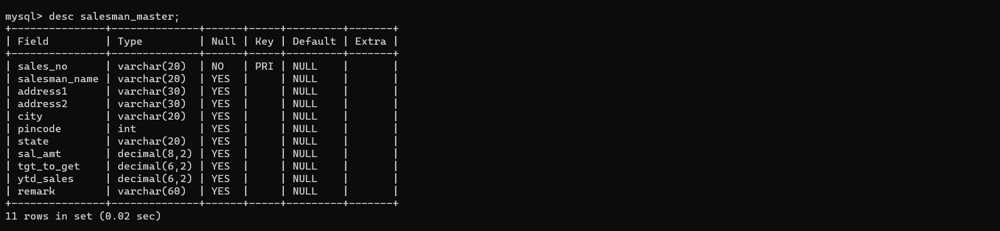 mysql> desc salesman_master;
+---------------+--------------+------+-----+---------+-------+
| Field         | Type         | Null | Key | Default | Extra |
+---------------+--------------+------+-----+---------+-------+
| sales_no      | varchar(20)  | NO   | PRI | NULL    |       |
| salesman_name | varchar(20)  | YES  |     | NULL    |       |
| address1      | varchar(30)  | YES  |     | NULL    |       |
| address2      | varchar(30)  | YES  |     | NULL    |       |
| city          | varchar(20)  | YES  |     | NULL    |       |
| pincode       | int          | YES  |     | NULL    |       |
| state         | varchar(20)  | YES  |     | NULL    |       |
| sal_amt       | decimal(8,2) | YES  |     | NULL    |       |
| tgt_to_get    | decimal(6,2) | YES  |     | NULL    |       |
| ytd_sales     | decimal(6,2) | YES  |     | NULL    |       |
| remark        | varchar(60)  | YES  |     | NULL    |       |
+---------------+--------------+------+-----+---------+-------+
11 rows in set (0.02 sec)